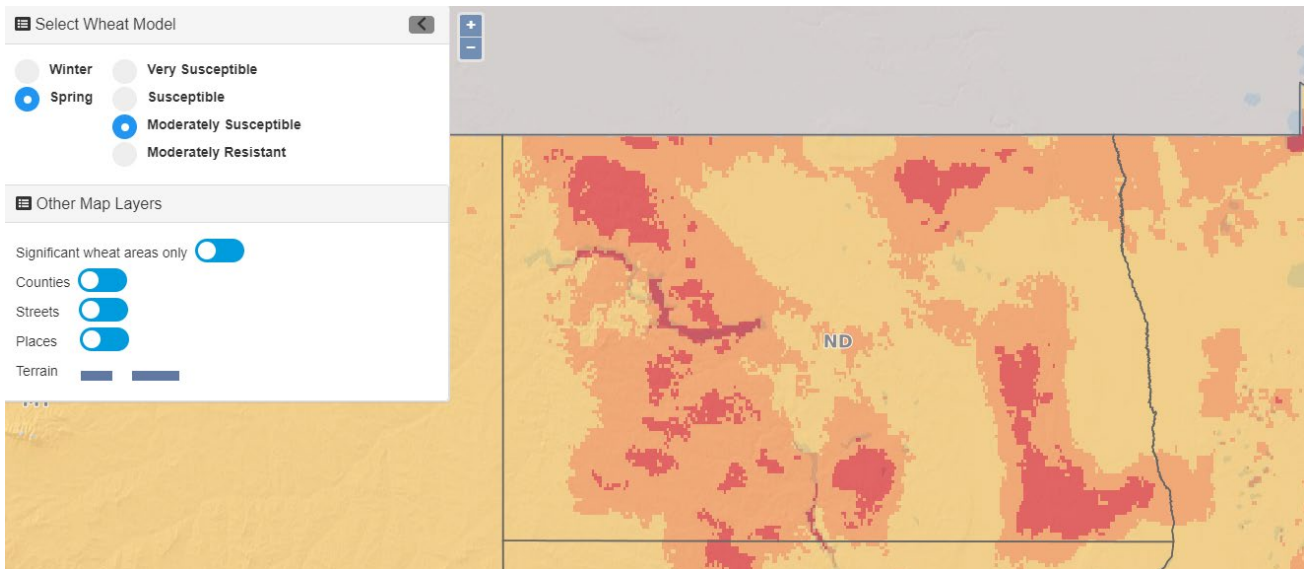 Select Wheat Model
+
−
Winter
Very Susceptible
Spring
Susceptible
Moderately Susceptible
Moderately Resistant
Other Map Layers
Significant wheat areas only
Counties
Streets
Places
Terrain
ND